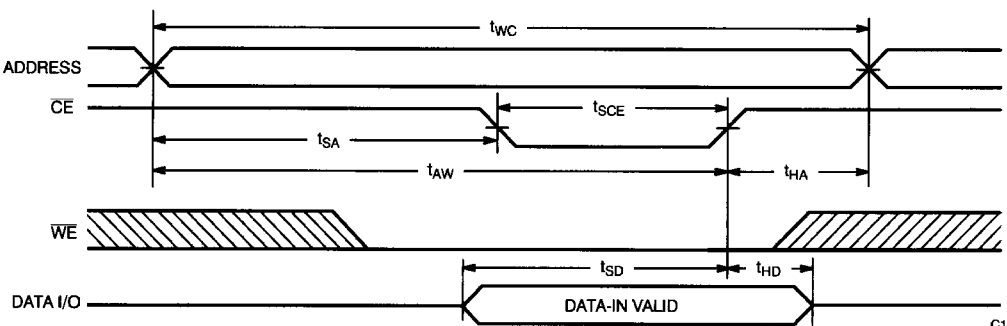 tWC
ADDRESS
CE
tSCE
tSA
tAW
tHA
WE
tSD
tHD
DATA I/O
DATA-IN VALID